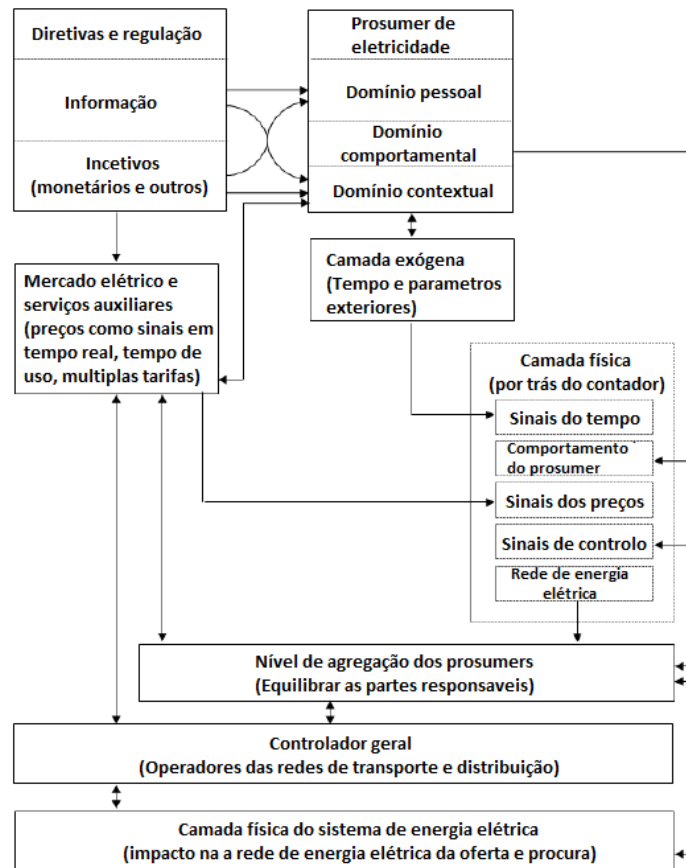 Diretivas e regulação
Informação
Incetivos
(monetários e outros)
Prosumer de
eletricidade
Domínio pessoal
Domínio
comportamental
Domínio contextual
Mercado elétrico e
serviços auxiliares
(preços como sinais em
tempo real, tempo de
uso, multiplas tarifas)
Camada exógena
(Tempo e parametros
exteriores)
Camada física
(por trás do contador)
Sinais do tempo
Comportamento
do prosumer
Sinais dos preços
Sinais de controlo
Rede de energia
elétrica
Nível de agregação dos prosumers
(Equilibrar as partes responsaveis)
Controlador geral
(Operadores das redes de transporte e distribuição)
Camada física do sistema de energia elétrica
(impacto na a rede de energia elétrica da oferta e procura)